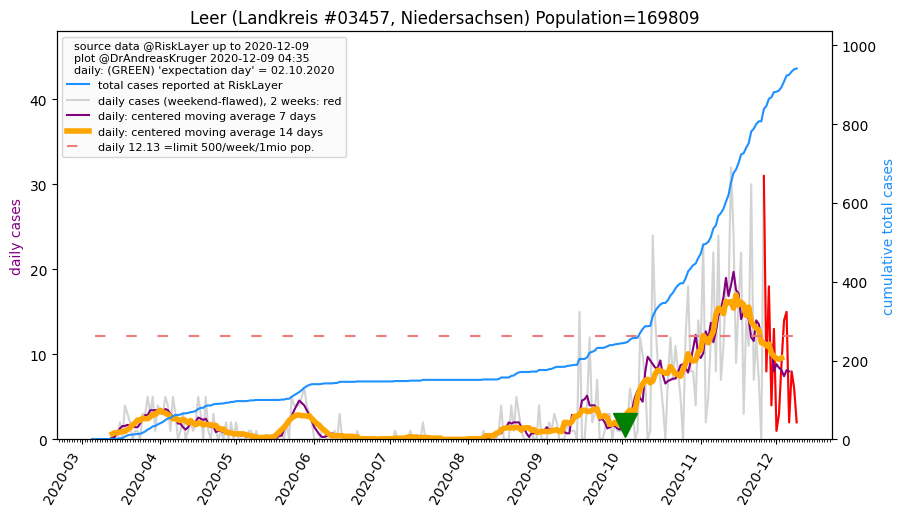 Leer (Landkreis #03457, Niedersachsen) Population=169809
source data @RiskLayer up to 2020-12-09
plot @DrAndreasKruger 2020-12-09 04:35
daily: (GREEN) 'expectation day' = 02.10.2020
total cases reported at RiskLayer
daily cases (weekend-flawed), 2 weeks: red
daily: centered moving average 7 days
daily: centered moving average 14 days
daily 12.13 =limit 500/week/1mio pop.
daily cases
0
10
20
30
40
cumulative total cases
0
200
400
600
800
1000
2020-03
2020-04
2020-05
2020-06
2020-07
2020-08
2020-09
2020-10
2020-11
2020-12